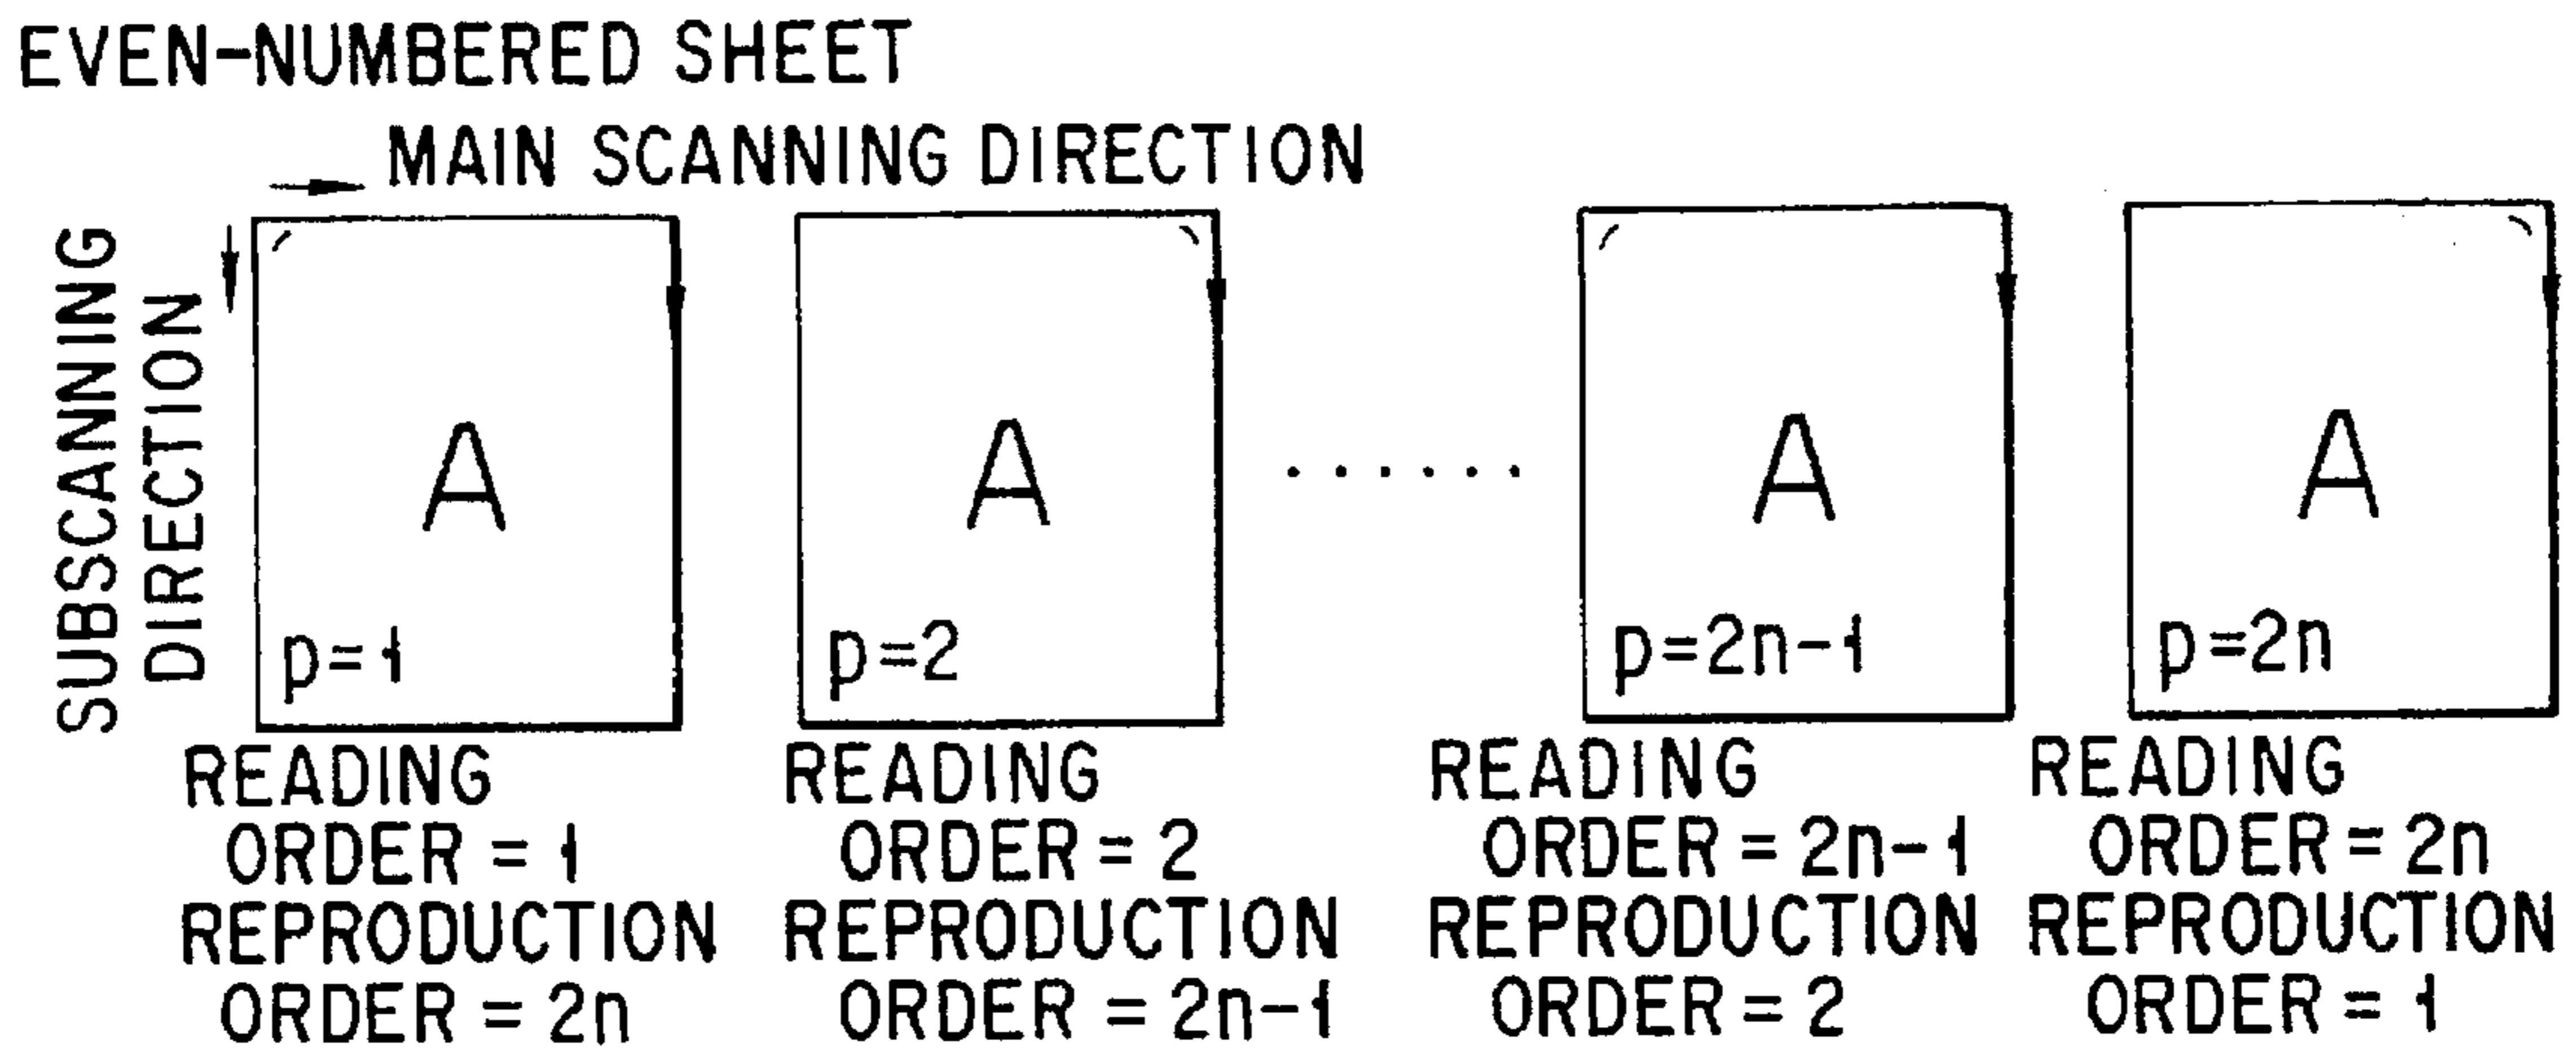 EVEN-NUMBERED SHEET
MAIN SCANNING DIRECTION
SUBSCANNING
DIRECTION
A
p=1
READING
ORDER = 1
REPRODUCTION
ORDER = 2n
A
p=2
READING
ORDER = 2
REPRODUCTION
ORDER = 2n-1
......
A
p=2n-1
READING
ORDER = 2n-1
REPRODUCTION
ORDER = 2
A
p=2n
READING
ORDER = 2n
REPRODUCTION
ORDER = 1